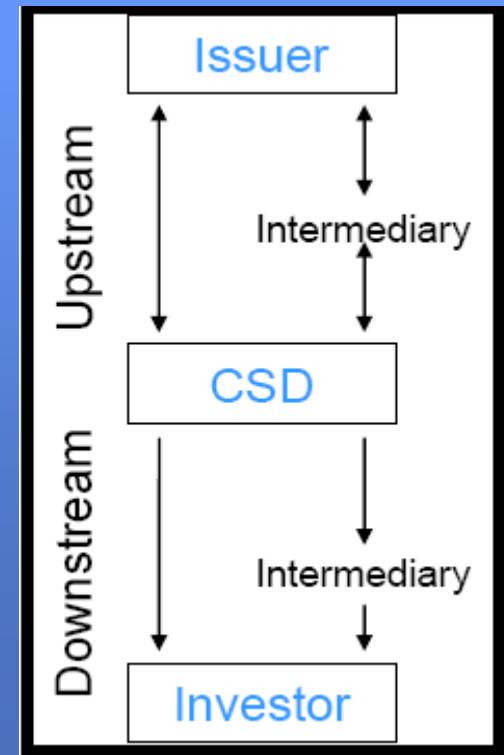 Issuer
Upstream
Intermediary
CSD
Downstream
Intermediary
Investor